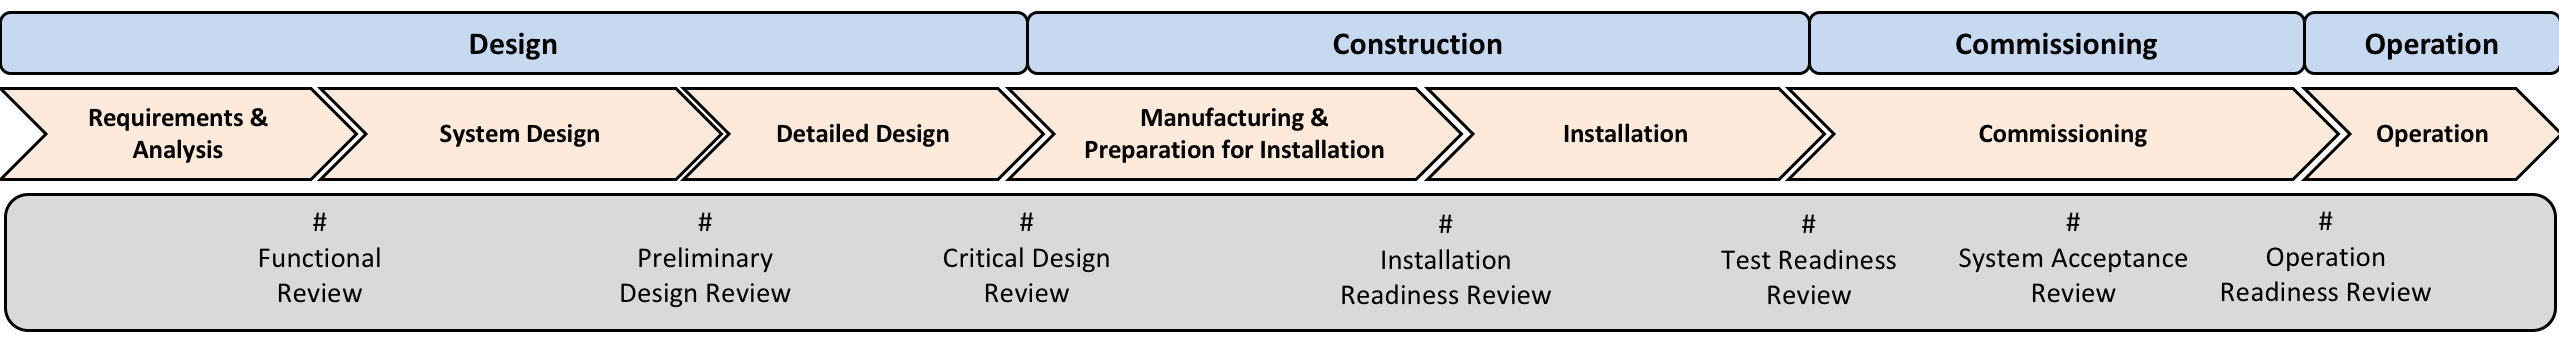 Design
Construction
Commissioning
Operation
Requirements &
Analysis
System Design
Detailed Design
Manufacturing &
Preparation for Installation
Installation
Commissioning
Operation
#
Functional
Review
#
Preliminary
Design Review
#
Critical Design
Review
#
Installation
Readiness Review
#
Test Readiness
Review
#
System Acceptance
Review
#
Operation
Readiness Review